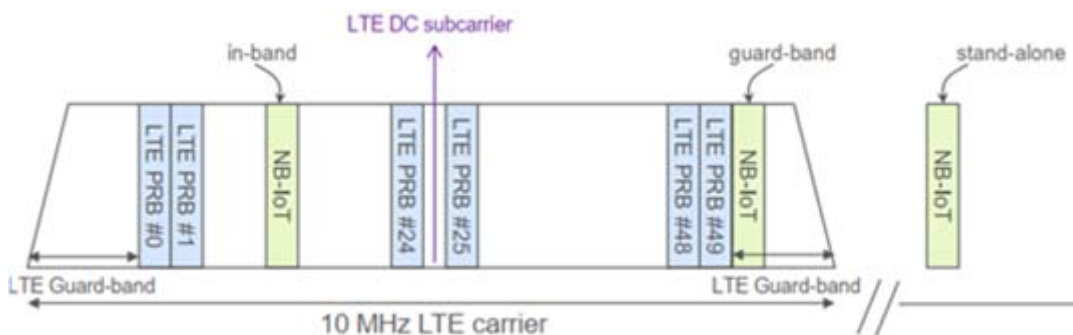 LTE DC subcarrier
in-band
guard-band
stand-alone
LTE PRB #0
LTE PRB #1
NB-IoT
LTE PRB #24
LTE PRB #25
LTE PRB #48
LTE PRB #49
NB-IoT
NB-IoT
LTE Guard-band
LTE Guard-band
10 MHz LTE carrier